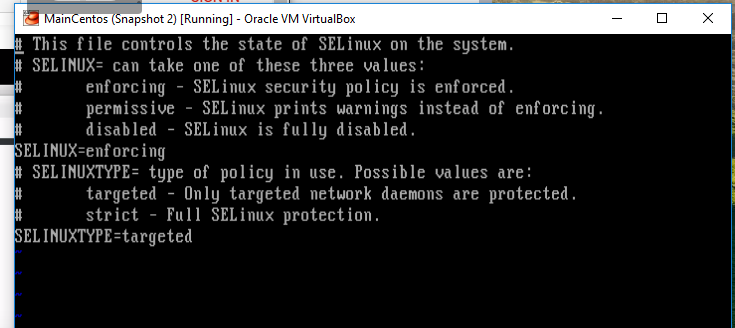 SIGN IN
MainCentos (Snapshot 2) [Running] - Oracle VM VirtualBox
# This file controls the state of SELinux on the system.
# SELINUX= can take one of these three values:
#       enforcing - SELinux security policy is enforced.
#       permissive - SELinux prints warnings instead of enforcing.
#       disabled - SELinux is fully disabled.
SELINUX=enforcing
# SELINUXTYPE= type of policy in use. Possible values are:
#       targeted - Only targeted network daemons are protected.
#       strict - Full SELinux protection.
SELINUXTYPE=targeted
~
~
~
~